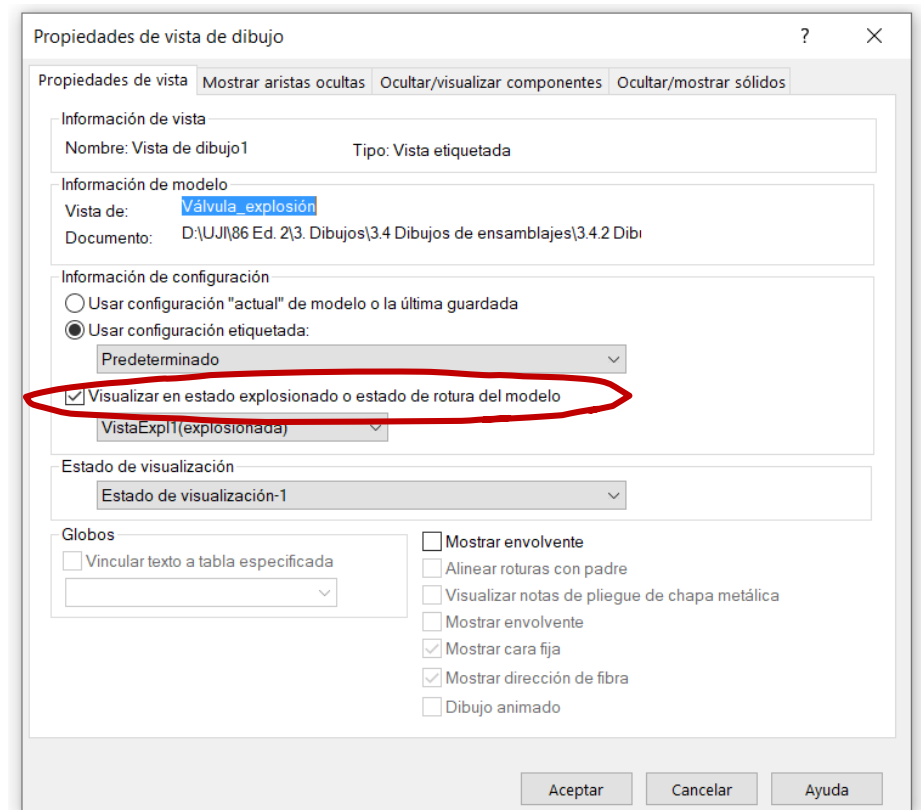 Propiedades de vista de dibujo ?
Propiedades de vista Mostrar aristas ocultas Ocultar/visualizar componentes Ocultar/mostrar sólidos
Información de vista
Nombre: Vista de dibujo1 Tipo: Vista etiquetada
Información de modelo
Vista de: Válvula_explosión
Documento: D:\UJI\86 Ed. 2\3. Dibujos\3.4 Dibujos de ensamblajes\3.4.2 Dibu
Información de configuración
Usar configuración "actual" de modelo o la última guardada
Usar configuración etiquetada:
Predeterminado
Visualizar en estado explosionado o estado de rotura del modelo
VistaExpl1(explosionada)
Estado de visualización
Estado de visualización-1
Globos
Vincular texto a tabla especificada
Mostrar envolvente
Alinear roturas con padre
Visualizar notas de pliegue de chapa metálica
Mostrar envolvente
Mostrar cara fija
Mostrar dirección de fibra
Dibujo animado
Aceptar Cancelar Ayuda